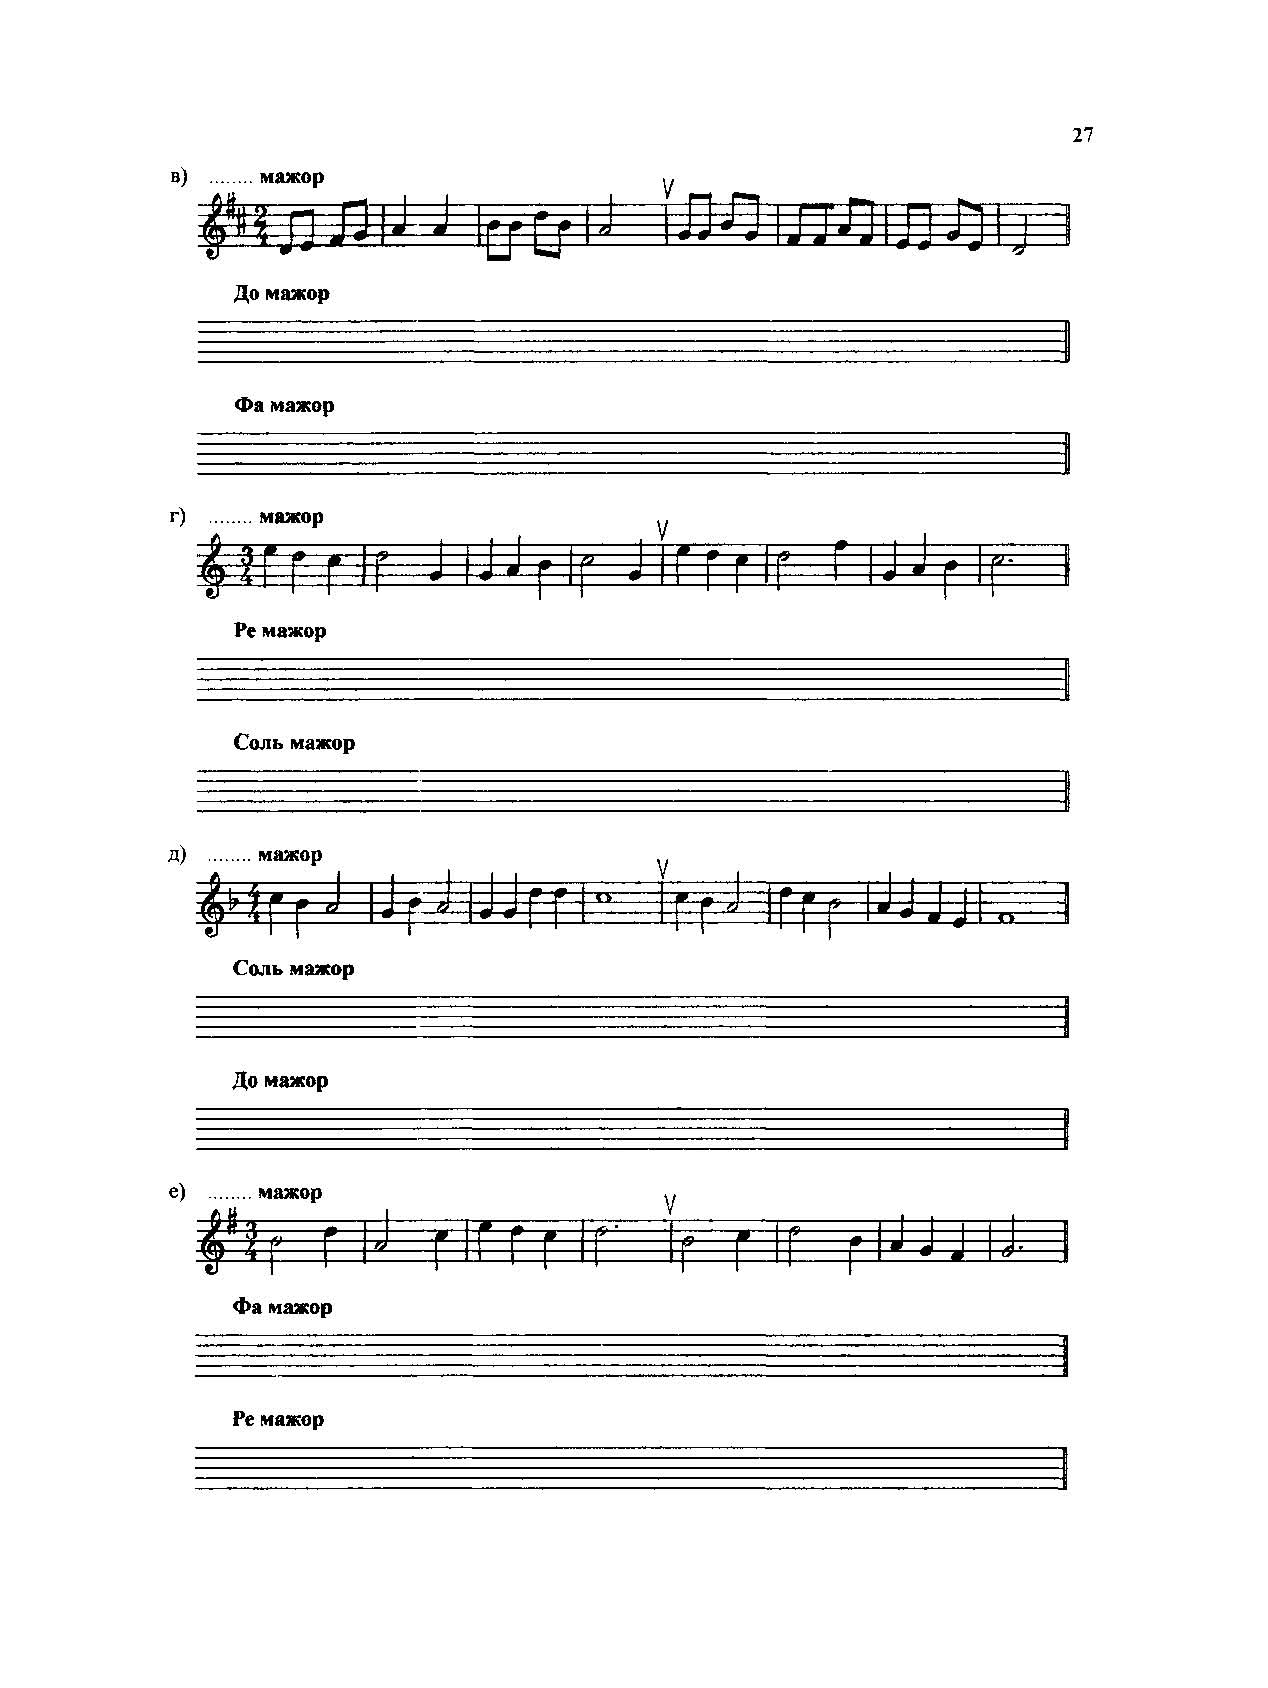 27
в) ........ мажор
До мажор
Фа мажор
г) ........ мажор
Ре мажор
Соль мажор
д) ........ мажор
Соль мажор
До мажор
е) ........ мажор
Фа мажор
Ре мажор